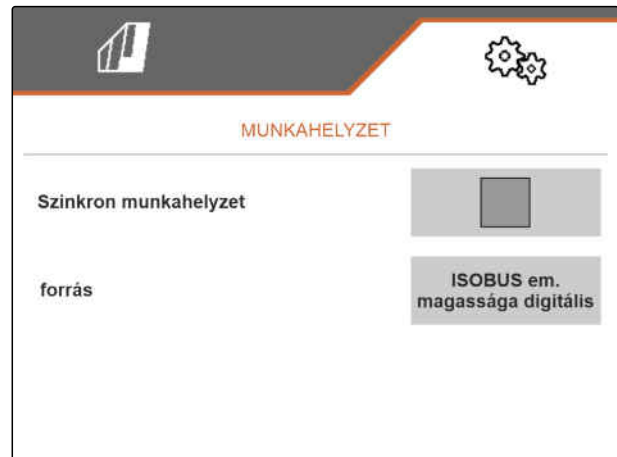 MUNKAHELYZET
Szinkron munkahelyzet
forrás
ISOBUS em.
magassága digitális